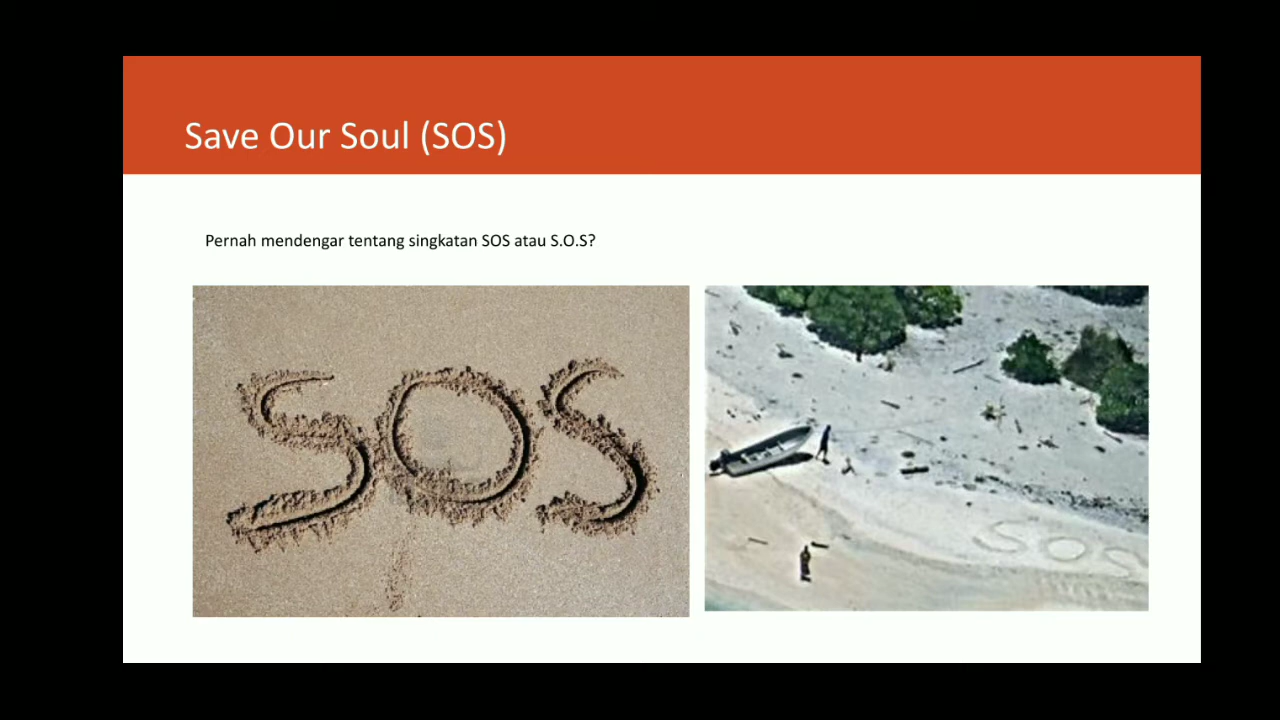 Save Our Soul (SOS)
Pernah mendengar tentang singkatan SOS atau S.O.S?
SOS
SOS